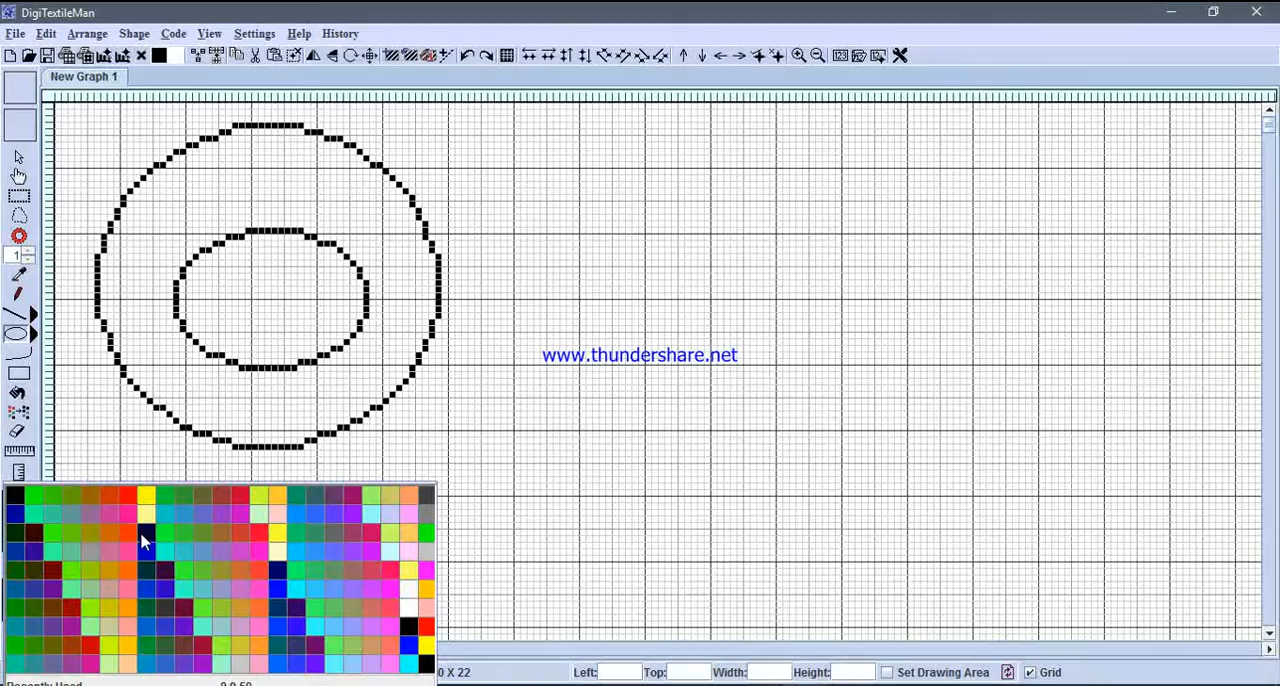 DigiTextileMan
File Edit Arrange Shape Code View Settings Help History
New Graph 1
1
www.thundershare.net
0 X 22 Left: Top: Width: Height: Set Drawing Area Grid